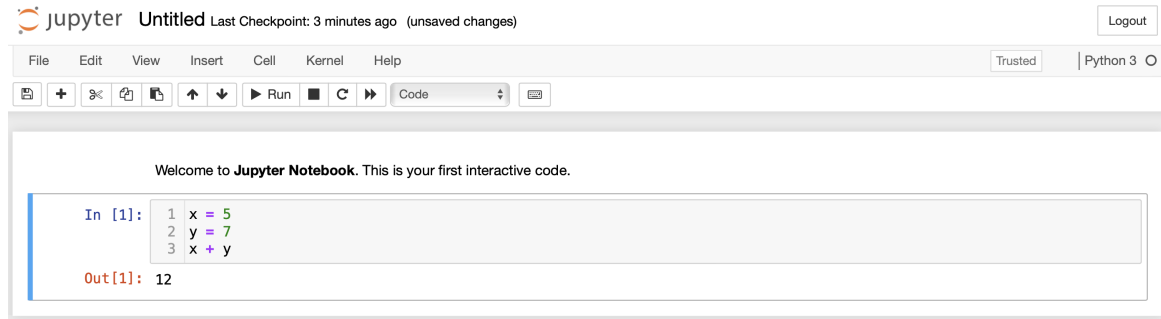 jupyter Untitled Last Checkpoint: 3 minutes ago (unsaved changes) Logout
File Edit View Insert Cell Kernel Help Trusted Python 3
Run Code
Welcome to Jupyter Notebook. This is your first interactive code.
In [1]: 1 x = 5
2 y = 7
3 x + y
Out[1]: 12